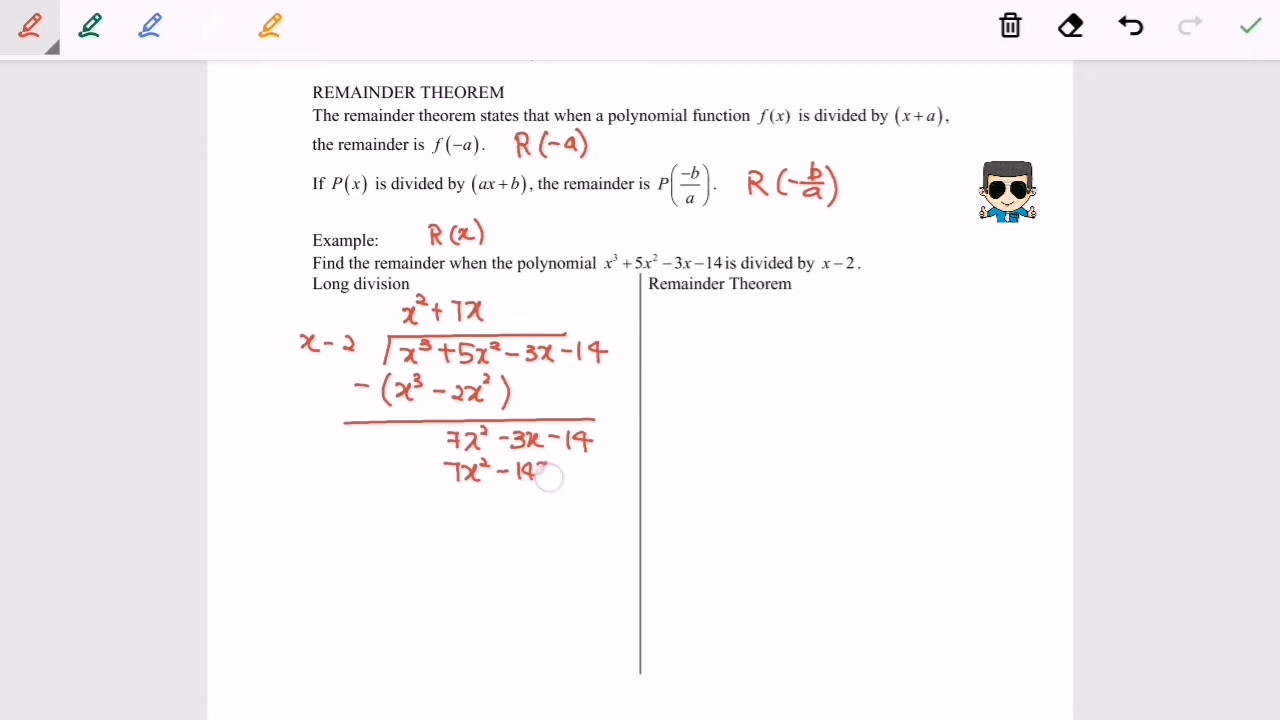 REMAINDER THEOREM
The remainder theorem states that when a polynomial function f(x) is divided by (x+a),
the remainder is f(−a). R(−a)
If P(x) is divided by (ax+b), the remainder is P(−b/a). R(−b/a)
Example: R(x)
Find the remainder when the polynomial x³+5x²−3x−14 is divided by x−2.
Long division
Remainder Theorem
x² + 7x
x − 2
x³ + 5x² − 3x − 14
− (x³ − 2x²)
7x² − 3x − 14
7x² − 14